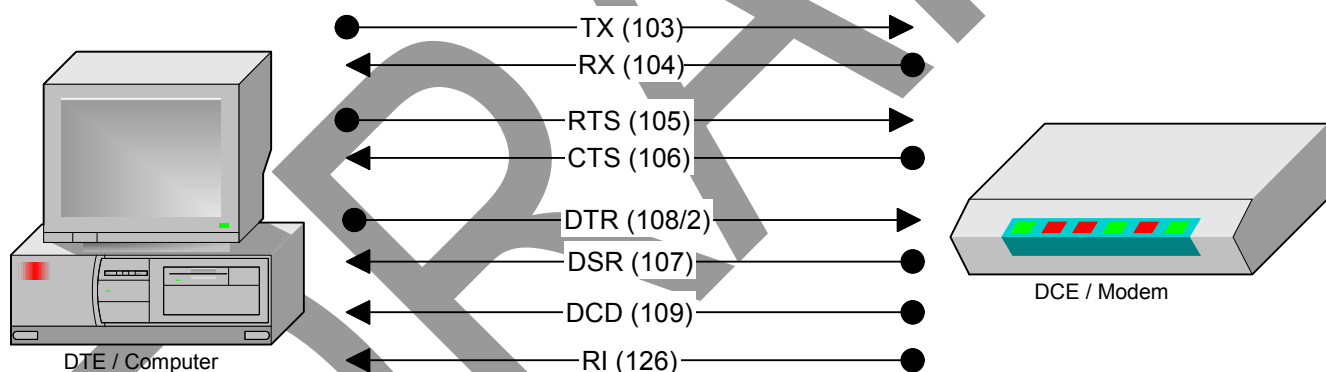 TX (103)
RX (104)
RTS (105)
CTS (106)
DTR (108/2)
DSR (107)
DCD (109)
RI (126)
DTE / Computer
DCE / Modem